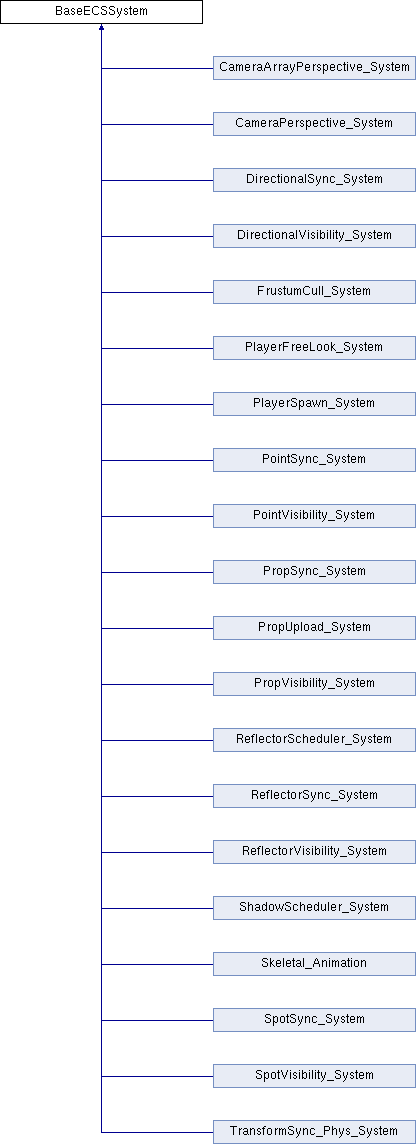 BaseECSSystem
CameraArrayPerspective_System
CameraPerspective_System
DirectionalSync_System
DirectionalVisibility_System
FrustumCull_System
PlayerFreeLook_System
PlayerSpawn_System
PointSync_System
PointVisibility_System
PropSync_System
PropUpload_System
PropVisibility_System
ReflectorScheduler_System
ReflectorSync_System
ReflectorVisibility_System
ShadowScheduler_System
Skeletal_Animation
SpotSync_System
SpotVisibility_System
TransformSync_Phys_System